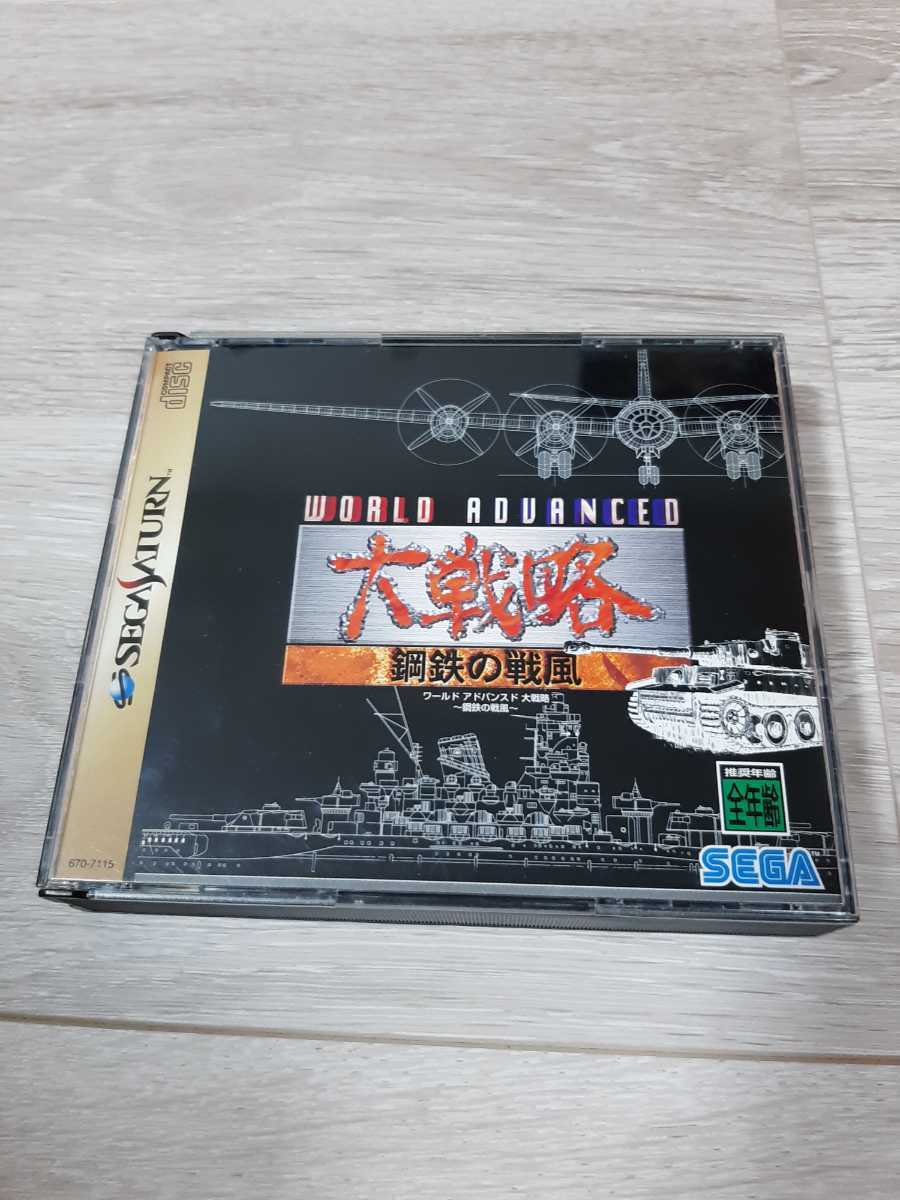 COMPACT
disc
SEGA SATURN™
670-7115
WORLD ADVANCED
大戦略
鋼鉄の戦風
ワールド アドバンスド 大戦略
～鋼鉄の戦風～
推奨年齢
全年齢
SEGA™